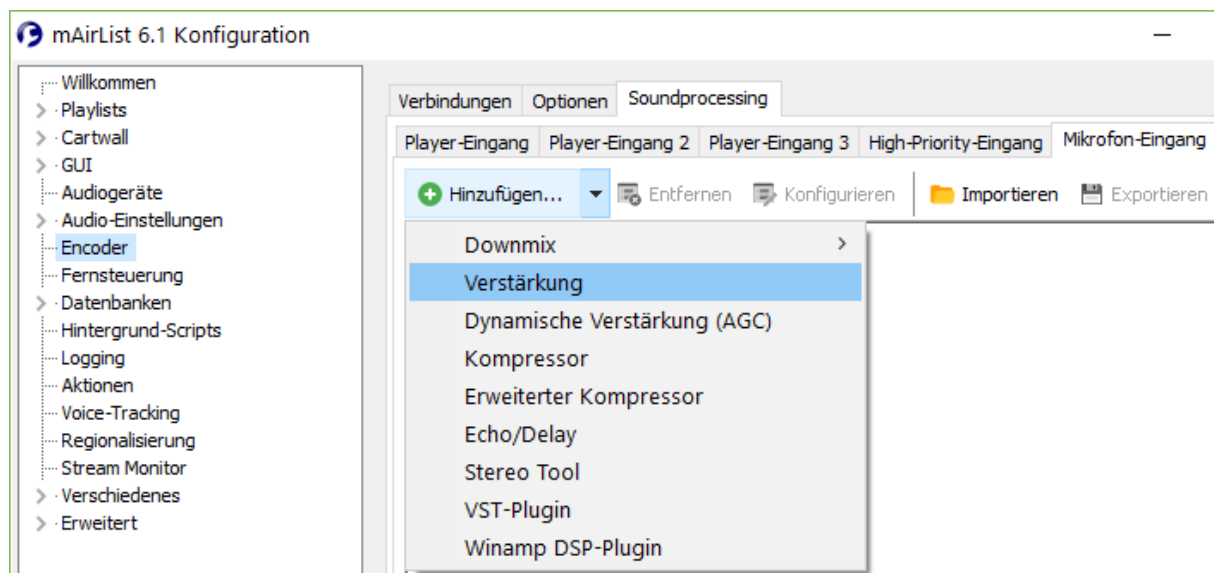 mAirList 6.1 Konfiguration
Willkommen
Playlists
Cartwall
GUI
Audiogeräte
Audio-Einstellungen
Encoder
Fernsteuerung
Datenbanken
Hintergrund-Scripts
Logging
Aktionen
Voice-Tracking
Regionalisierung
Stream Monitor
Verschiedenes
Erweitert
Verbindungen Optionen Soundprocessing
Player-Eingang Player-Eingang 2 Player-Eingang 3 High-Priority-Eingang Mikrofon-Eingang
Hinzufügen... Entfernen Konfigurieren Importieren Exportieren
Downmix
Verstärkung
Dynamische Verstärkung (AGC)
Kompressor
Erweiterter Kompressor
Echo/Delay
Stereo Tool
VST-Plugin
Winamp DSP-Plugin